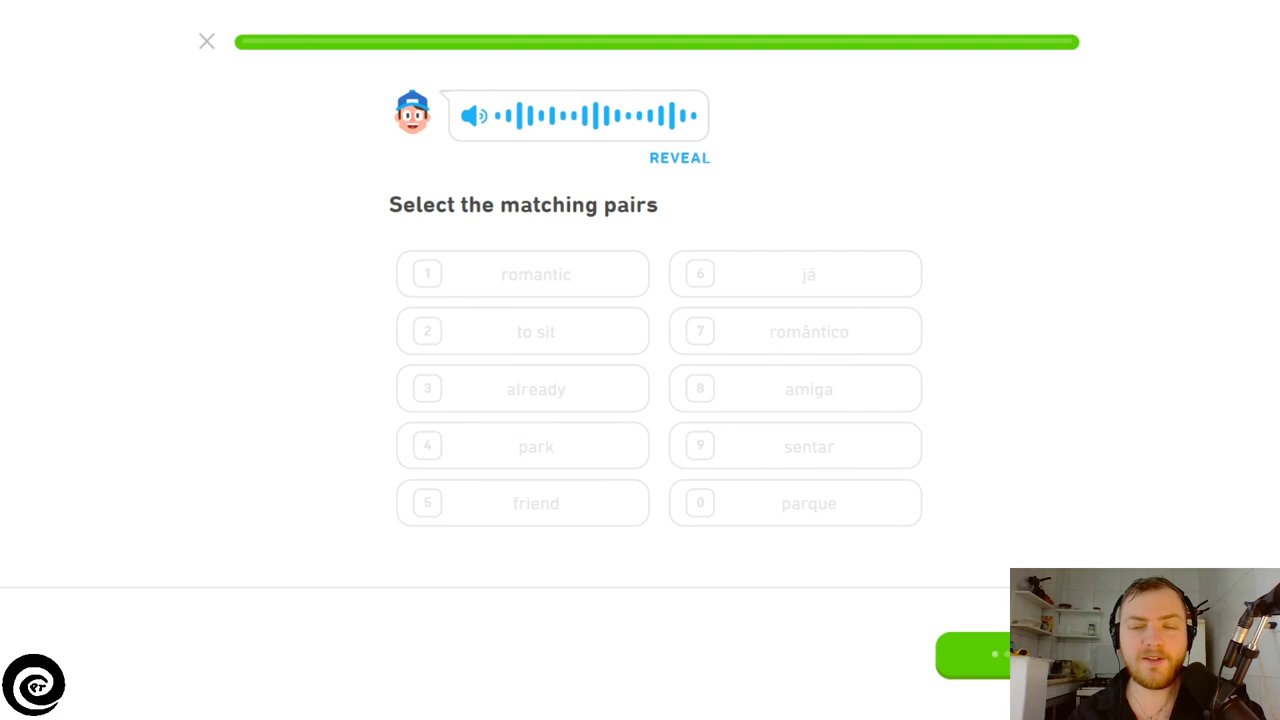 REVEAL
Select the matching pairs
1 romantic
6 já
2 to sit
7 romântico
3 already
8 amiga
4 park
9 sentar
5 friend
0 parque